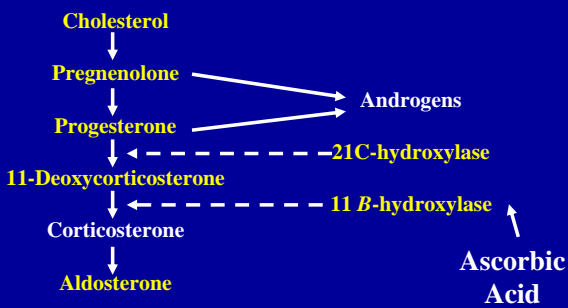 Cholesterol
Pregnenolone
Androgens
Progesterone
21C-hydroxylase
11-Deoxycorticosterone
11 B-hydroxylase
Corticosterone
Ascorbic
Acid
Aldosterone